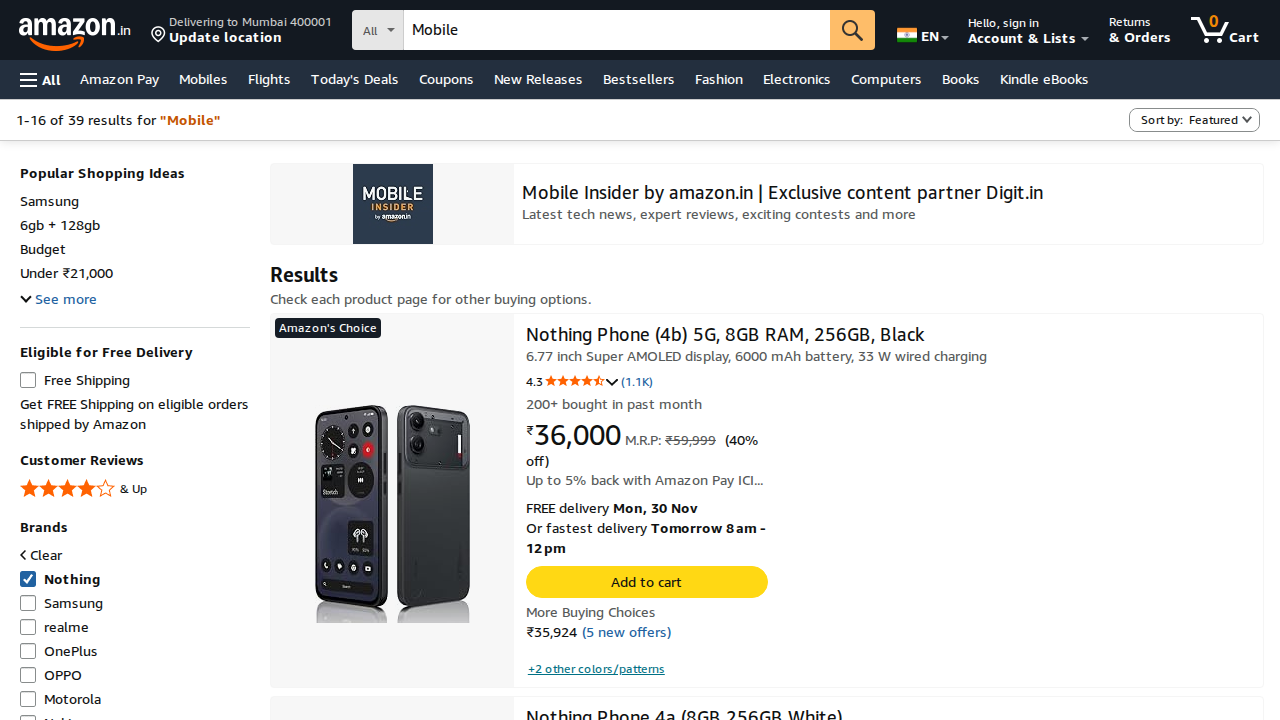 amazon.in
Delivering to Mumbai 400001
Update location
All
Mobile
EN
Hello, sign in
Account & Lists
Returns
& Orders
0
Cart
All
Amazon Pay
Mobiles
Flights
Today's Deals
Coupons
New Releases
Bestsellers
Fashion
Electronics
Computers
Books
Kindle eBooks
1-16 of 39 results for "Mobile"
Sort by: Featured
Popular Shopping Ideas
Samsung
6gb + 128gb
Budget
Under ₹21,000
See more
Eligible for Free Delivery
Free Shipping
Get FREE Shipping on eligible orders
shipped by Amazon
Customer Reviews
& Up
Brands
Clear
Nothing
Samsung
realme
OnePlus
OPPO
Motorola
MOBILE
INSIDER
by amazon.in
Mobile Insider by amazon.in | Exclusive content partner Digit.in
Latest tech news, expert reviews, exciting contests and more
Results
Check each product page for other buying options.
Amazon's Choice
Stretch
Nothing Phone (4b) 5G, 8GB RAM, 256GB, Black
6.77 inch Super AMOLED display, 6000 mAh battery, 33 W wired charging
4.3 (1.1K)
200+ bought in past month
₹36,000 M.R.P: ₹59,999 (40%
off)
Up to 5% back with Amazon Pay ICI...
FREE delivery Mon, 30 Nov
Or fastest delivery Tomorrow 8 am -
12 pm
Add to cart
More Buying Choices
₹35,924 (5 new offers)
+2 other colors/patterns
Nothing Phone 4a (8GB 256GB White)